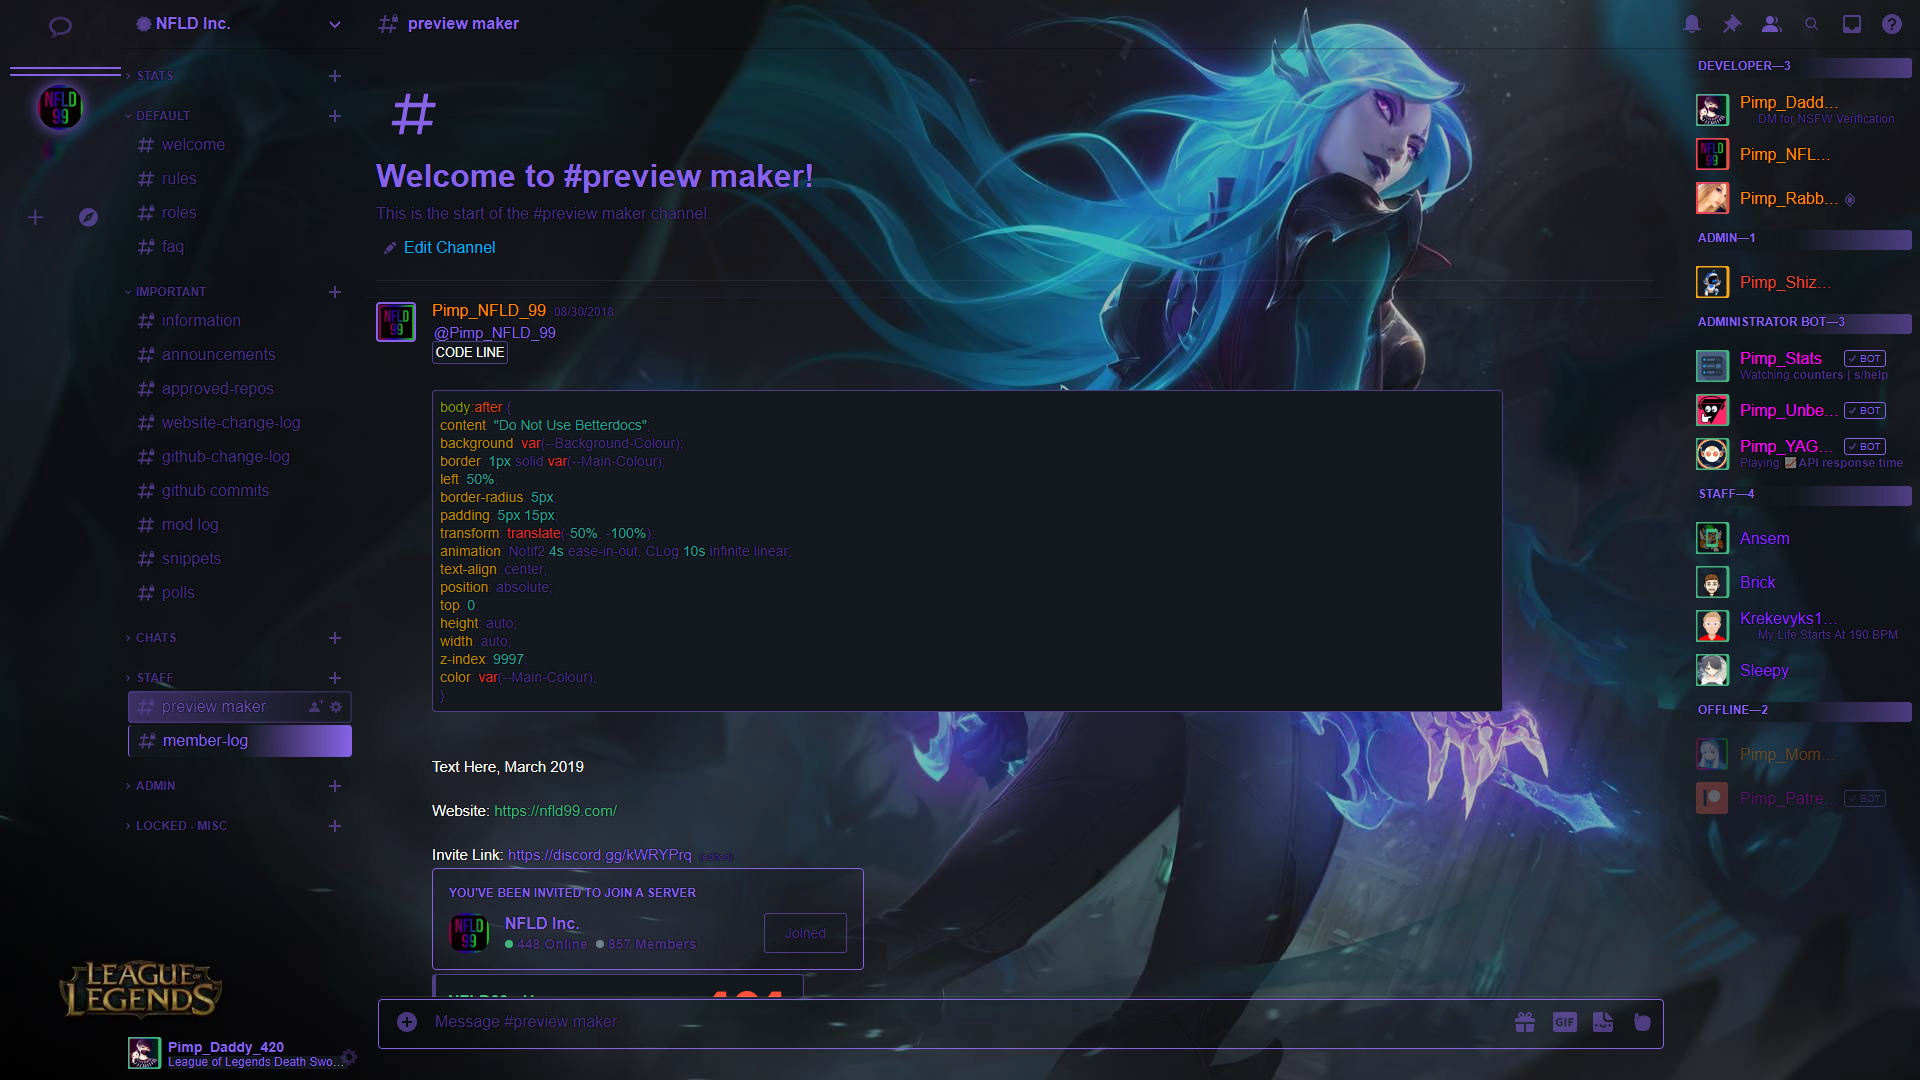 NFLD Inc.
preview maker
NFLD
99
STATS
DEFAULT
welcome
rules
roles
faq
IMPORTANT
information
announcements
approved-repos
website-change-log
github-change-log
github commits
mod log
snippets
polls
CHATS
STAFF
preview maker
member-log
ADMIN
LOCKED - MISC
LEAGUE OF
LEGENDS
Pimp_Daddy_420
League of Legends Death Swo...
Welcome to #preview maker!
This is the start of the #preview maker channel.
Edit Channel
NFLD
99
Pimp_NFLD_99 08/30/2018
@Pimp_NFLD_99
CODE LINE
body:after {
content: "Do Not Use Betterdocs";
background: var(--Background-Colour);
border: 1px solid var(--Main-Colour);
left: 50%;
border-radius: 5px;
padding: 5px 15px;
transform: translate(-50%, -100%);
animation: Notif2 4s ease-in-out, CLog 10s infinite linear;
text-align: center;
position: absolute;
top: 0;
height: auto;
width: auto;
z-index: 9997;
color: var(--Main-Colour);
}
Text Here, March 2019
Website: https://nfld99.com/
Invite Link: https://discord.gg/kWRYPrq (edited)
YOU'VE BEEN INVITED TO JOIN A SERVER
NFLD
99
NFLD Inc.
448 Online 857 Members
Joined
Message #preview maker
GIF
DEVELOPER—3
Pimp_Dadd...
DM for NSFW Verification
NFLD
99
Pimp_NFL...
Pimp_Rabb...
ADMIN—1
Pimp_Shiz...
ADMINISTRATOR BOT—3
Pimp_Stats BOT
Watching counters | s/help
Pimp_Unbe... BOT
Pimp_YAG... BOT
Playing API response time
STAFF—4
Ansem
Brick
Krekevyks1...
My Life Starts At 190 BPM
Sleepy
OFFLINE—2
Pimp_Mom...
Pimp_Patre... BOT